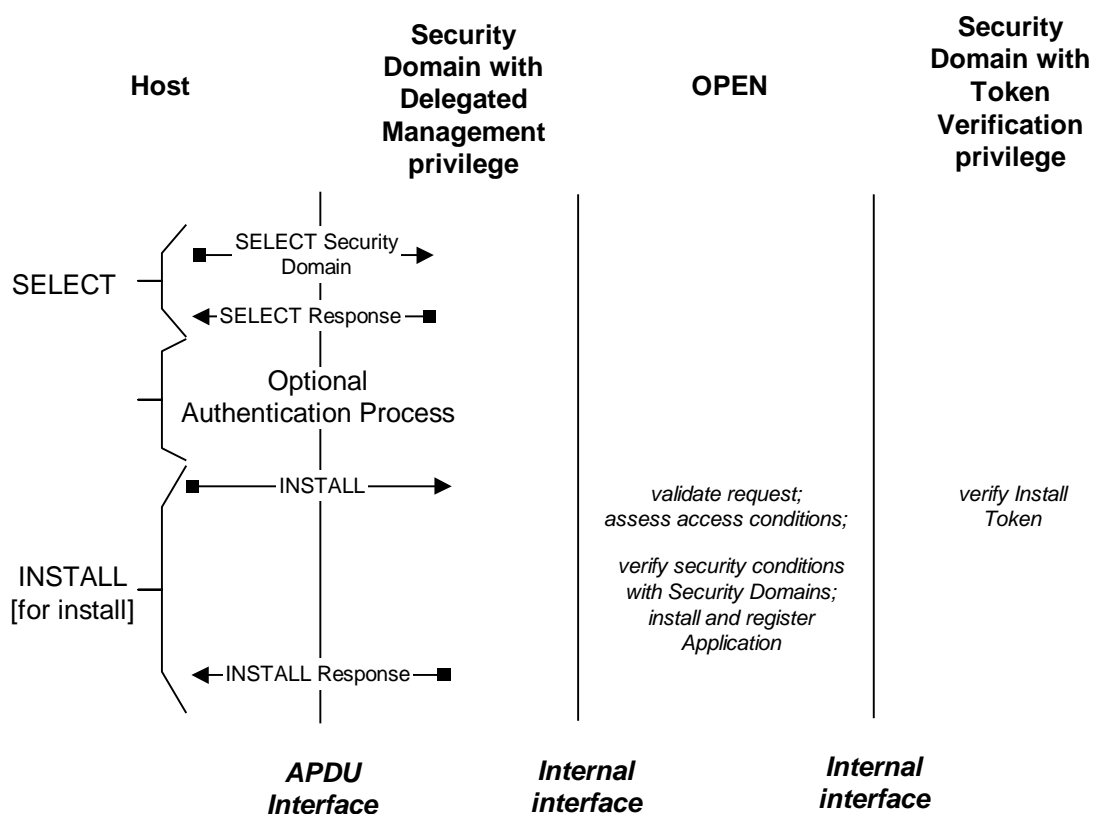 Host
Security
Domain with
Delegated
Management
privilege
OPEN
Security
Domain with
Token
Verification
privilege
SELECT
SELECT Security
Domain
SELECT Response
Optional
Authentication Process
INSTALL
[for install]
INSTALL
validate request;
assess access conditions;
verify security conditions
with Security Domains;
install and register
Application
verify Install
Token
INSTALL Response
APDU
Interface
Internal
interface
Internal
interface